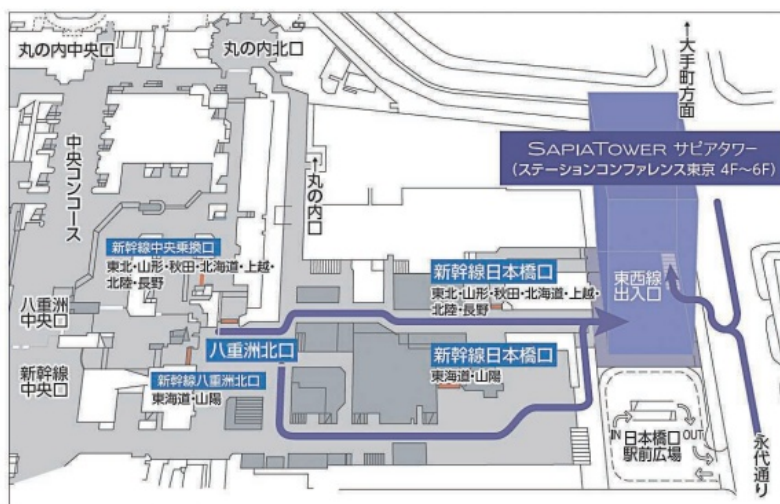 丸の内中央口
丸の内北口
↑大手町方面
SAPIATOWER サピアタワー
(ステーションコンファレンス東京 4F〜6F)
中央コンコース
↑丸の内口
新幹線中央乗換口
東北・山形・秋田・北海道・上越・
北陸・長野
新幹線日本橋口
東北・山形・秋田・北海道・上越・
北陸・長野
東西線
出入口
八重洲
中央口
八重洲北口
新幹線
中央口
新幹線八重洲北口
東海道・山陽
新幹線日本橋口
東海道・山陽
IN
OUT
日本橋口
駅前広場
永代通り